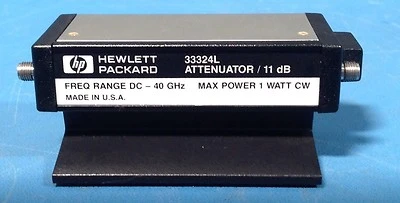 hp HEWLETT PACKARD
33324L
ATTENUATOR / 11 dB
FREQ RANGE DC – 40 GHz MAX POWER 1 WATT CW
MADE IN U.S.A.